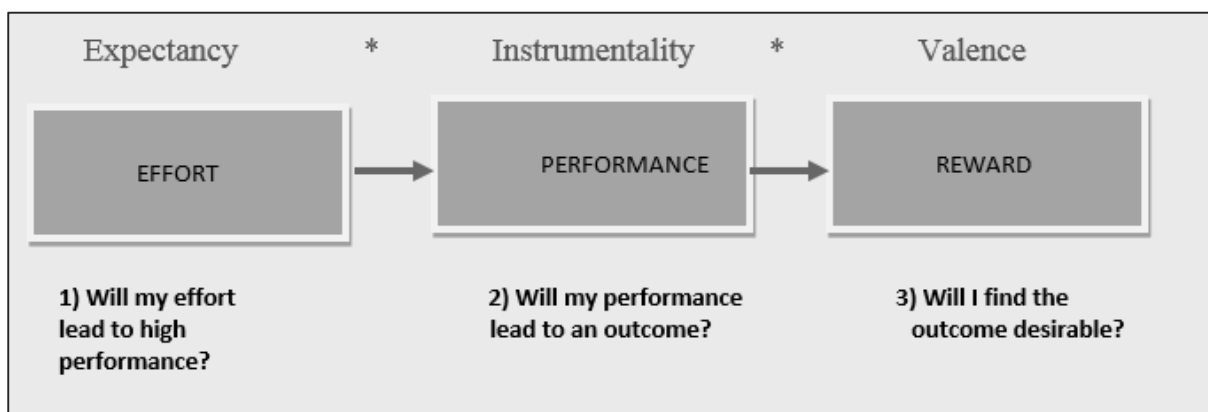 Expectancy * Instrumentality * Valence
EFFORT
PERFORMANCE
REWARD
1) Will my effort
lead to high
performance?
2) Will my performance
lead to an outcome?
3) Will I find the
outcome desirable?